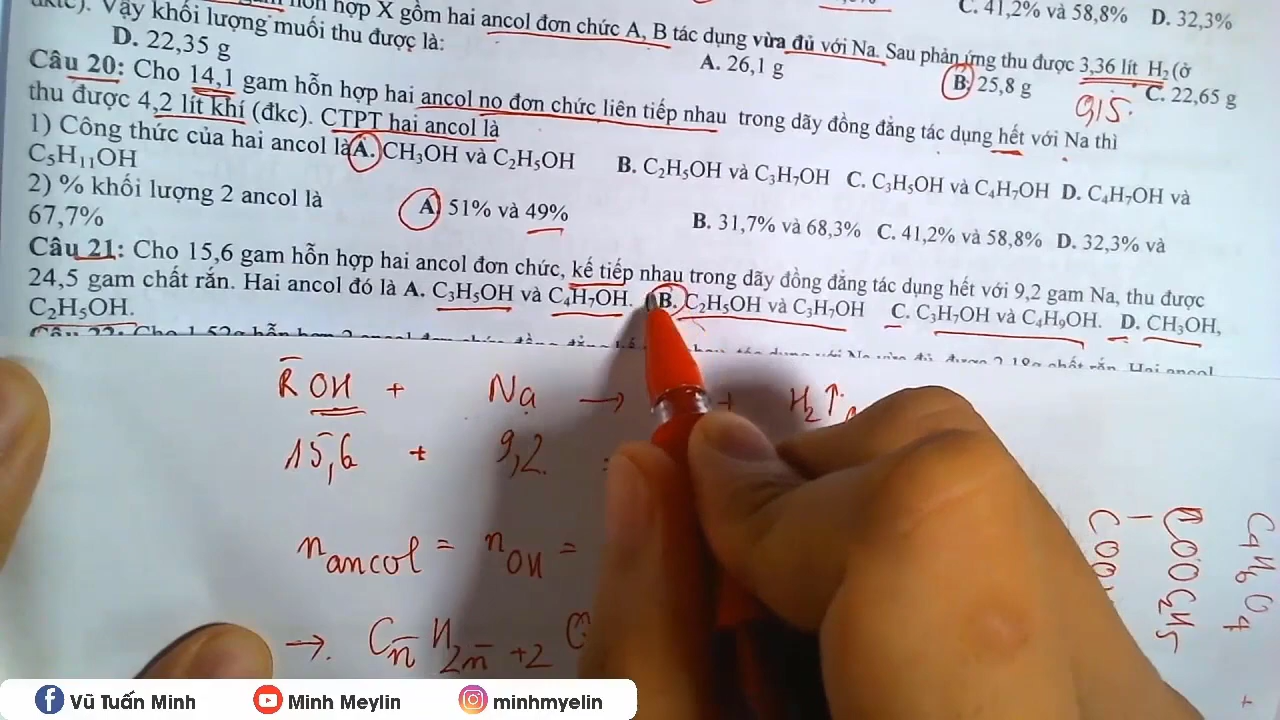 hỗn hợp X gồm hai ancol đơn chức A, B tác dụng vừa đủ với Na. Sau phản ứng thu được 3,36 lít H₂ (ở
đktc). Vậy khối lượng muối thu được là:
A. 26,1 g B. 25,8 g C. 22,65 g
D. 22,35 g
C. 41,2% và 58,8% D. 32,3%
Câu 20: Cho 14,1 gam hỗn hợp hai ancol no đơn chức liên tiếp nhau trong dãy đồng đẳng tác dụng hết với Na thì
thu được 4,2 lít khí (đkc). CTPT hai ancol là
1) Công thức của hai ancol là A. CH₃OH và C₂H₅OH B. C₂H₅OH và C₃H₇OH C. C₃H₅OH và C₄H₇OH D. C₄H₇OH và
C₅H₁₁OH
2) % khối lượng 2 ancol là A. 51% và 49% B. 31,7% và 68,3% C. 41,2% và 58,8% D. 32,3% và
67,7%
Câu 21: Cho 15,6 gam hỗn hợp hai ancol đơn chức, kế tiếp nhau trong dãy đồng đẳng tác dụng hết với 9,2 gam Na, thu được
24,5 gam chất rắn. Hai ancol đó là A. C₃H₅OH và C₄H₇OH. B. C₂H₅OH và C₃H₇OH C. C₃H₇OH và C₄H₉OH. D. CH₃OH,
C₂H₅OH.
0,15.
R̄OH + Na → + H₂↑
15,6 + 9,2
n ancol = n OH =
→ Cn̄H2n̄+2 O
C₄H₆O₄
COOC₂H₅
Vũ Tuấn Minh
Minh Meylin
minhmyelin